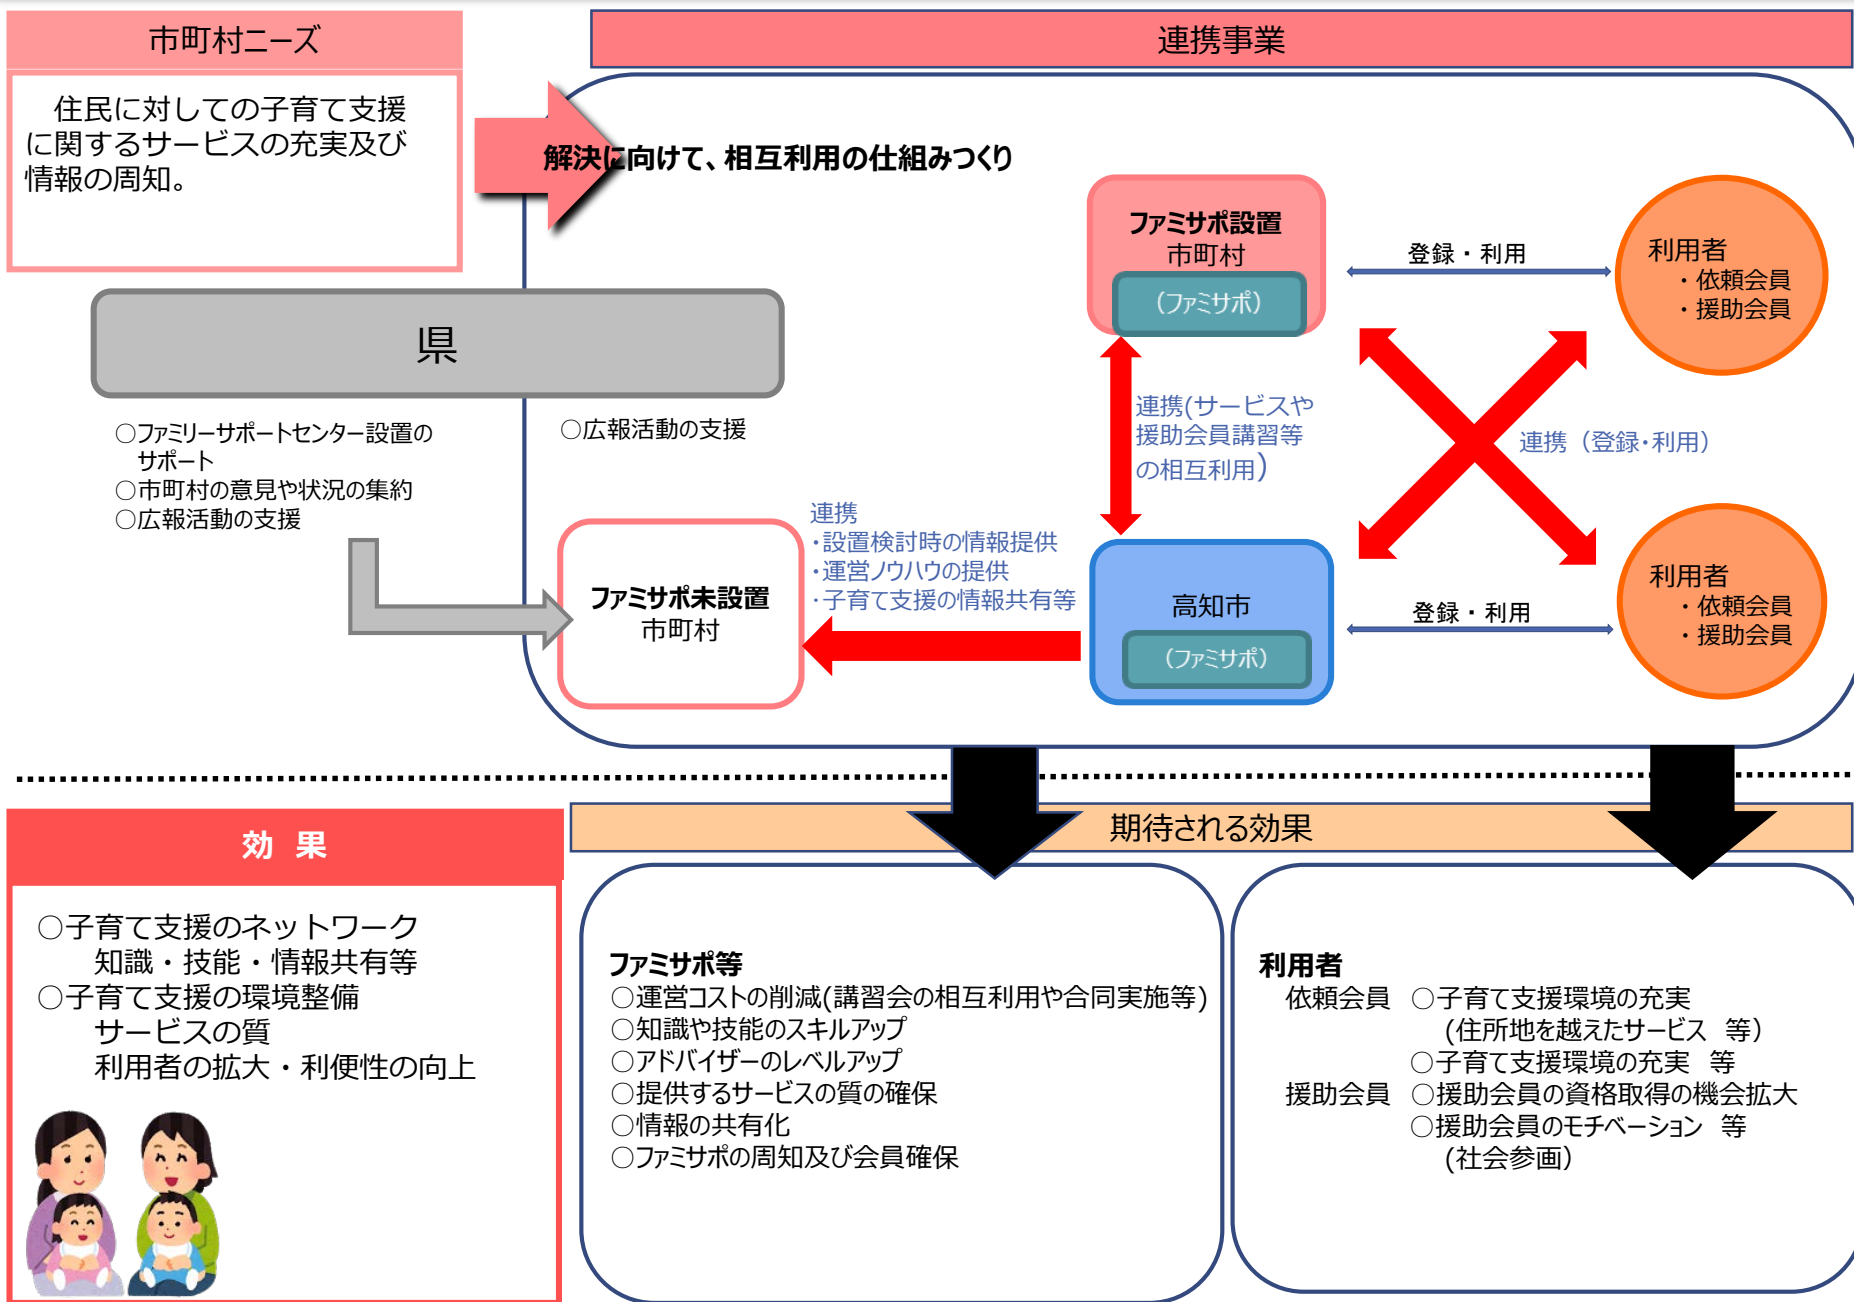 市町村ニーズ
住民に対しての子育て支援
に関するサービスの充実及び
情報の周知。
連携事業
解決に向けて、相互利用の仕組みつくり
ファミサポ設置
市町村
（ファミサポ）
登録・利用
利用者
・依頼会員
・援助会員
県
○ファミリーサポートセンター設置の
サポート
○市町村の意見や状況の集約
○広報活動の支援
○広報活動の支援
連携(サービスや
援助会員講習等
の相互利用)
連携（登録・利用）
連携
・設置検討時の情報提供
・運営ノウハウの提供
・子育て支援の情報共有等
ファミサポ未設置
市町村
高知市
（ファミサポ）
登録・利用
利用者
・依頼会員
・援助会員
効 果
○子育て支援のネットワーク
知識・技能・情報共有等
○子育て支援の環境整備
サービスの質
利用者の拡大・利便性の向上
期待される効果
ファミサポ等
○運営コストの削減(講習会の相互利用や合同実施等)
○知識や技能のスキルアップ
○アドバイザーのレベルアップ
○提供するサービスの質の確保
○情報の共有化
○ファミサポの周知及び会員確保
利用者
依頼会員 ○子育て支援環境の充実
(住所地を越えたサービス 等）
○子育て支援環境の充実 等
援助会員 ○援助会員の資格取得の機会拡大
○援助会員のモチベーション 等
(社会参画）